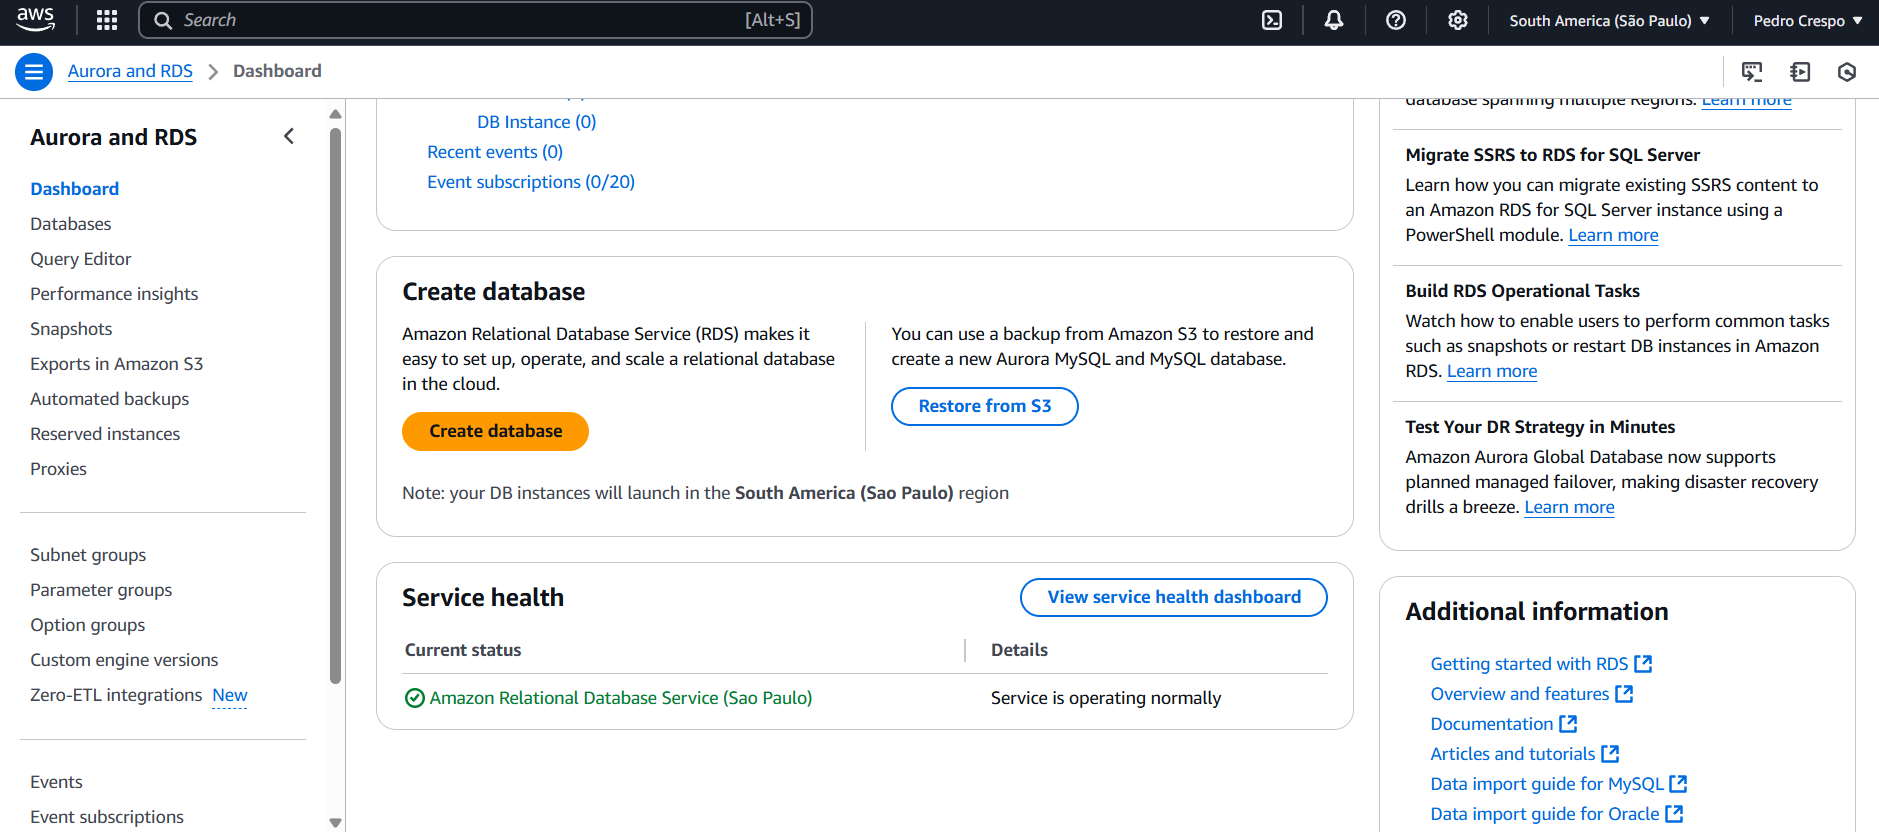 aws
Search
[Alt+S]
South America (São Paulo)
Pedro Crespo
Aurora and RDS
Dashboard
Aurora and RDS
Dashboard
Databases
Query Editor
Performance insights
Snapshots
Exports in Amazon S3
Automated backups
Reserved instances
Proxies
Subnet groups
Parameter groups
Option groups
Custom engine versions
Zero-ETL integrations New
Events
Event subscriptions
DB Instance (0)
Recent events (0)
Event subscriptions (0/20)
Create database
Amazon Relational Database Service (RDS) makes it
easy to set up, operate, and scale a relational database
in the cloud.
Create database
You can use a backup from Amazon S3 to restore and
create a new Aurora MySQL and MySQL database.
Restore from S3
Note: your DB instances will launch in the South America (Sao Paulo) region
Service health
View service health dashboard
Current status
Details
Amazon Relational Database Service (Sao Paulo)
Service is operating normally
database spanning multiple Regions. Learn more
Migrate SSRS to RDS for SQL Server
Learn how you can migrate existing SSRS content to
an Amazon RDS for SQL Server instance using a
PowerShell module. Learn more
Build RDS Operational Tasks
Watch how to enable users to perform common tasks
such as snapshots or restart DB instances in Amazon
RDS. Learn more
Test Your DR Strategy in Minutes
Amazon Aurora Global Database now supports
planned managed failover, making disaster recovery
drills a breeze. Learn more
Additional information
Getting started with RDS
Overview and features
Documentation
Articles and tutorials
Data import guide for MySQL
Data import guide for Oracle